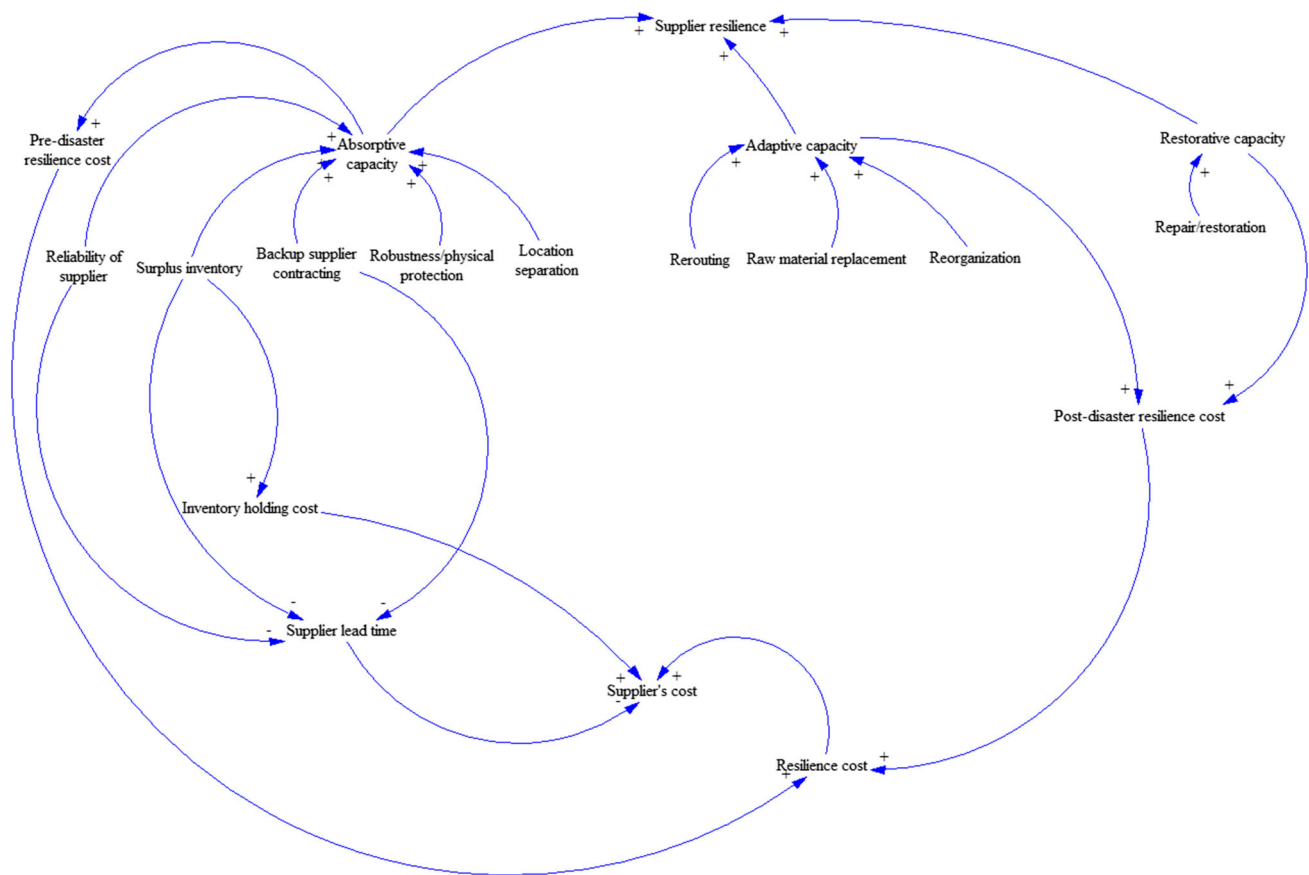 Supplier resilience
+
+
+
+
Pre-disaster
resilience cost
+
+
+
+
+
Absorptive
capacity
Adaptive capacity
+
+
+
Restorative capacity
+
Reliability of
supplier
Surplus inventory
Backup supplier
contracting
Robustness/physical
protection
Location
separation
Rerouting
Raw material replacement
Reorganization
Repair/restoration
+
+
Post-disaster resilience cost
+
Inventory holding cost
-
-
-
Supplier lead time
+
+
-
Supplier's cost
+
+
Resilience cost